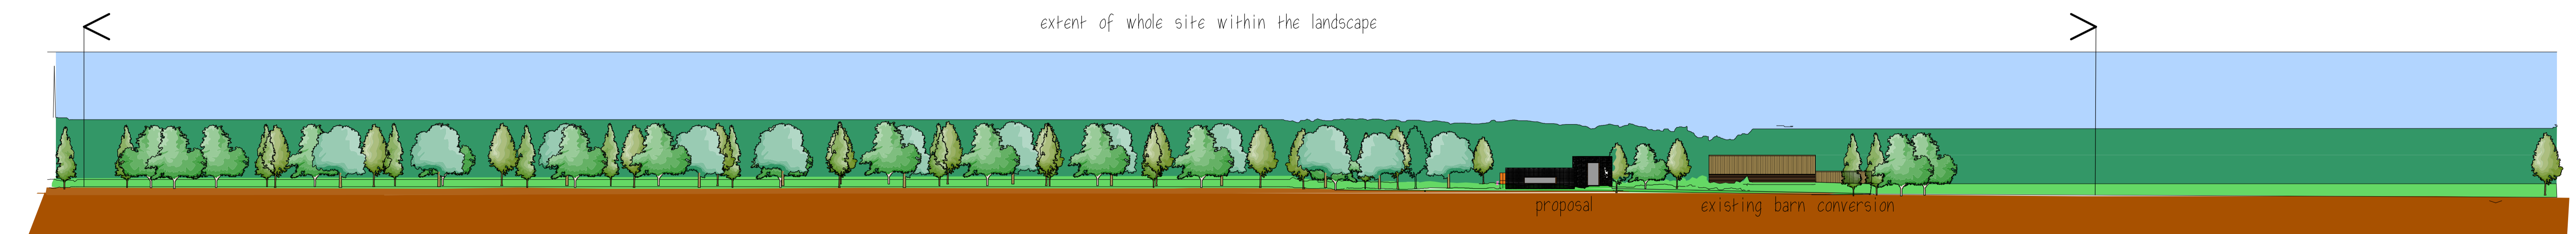 extent of whole site within the landscape
proposal
existing barn conversion